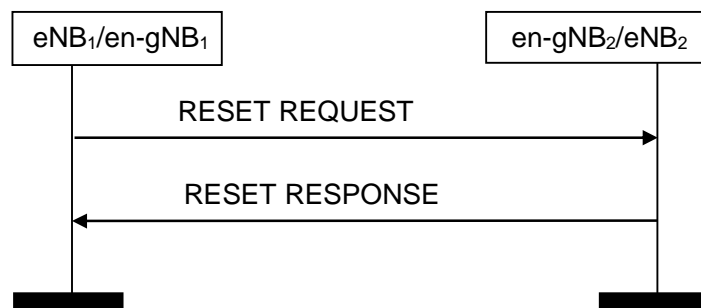 eNB₁/en-gNB₁
en-gNB₂/eNB₂
RESET REQUEST
RESET RESPONSE